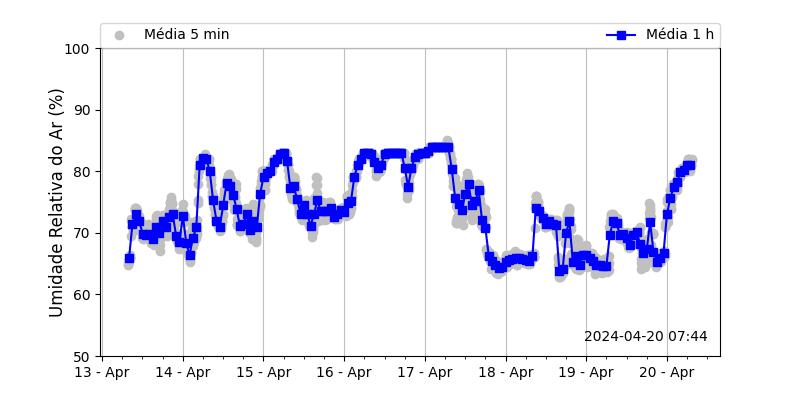 Média 5 min
Média 1 h
100
90
80
70
60
50
Umidade Relativa do Ar (%)
2024-04-20 07:44
13 - Apr
14 - Apr
15 - Apr
16 - Apr
17 - Apr
18 - Apr
19 - Apr
20 - Apr